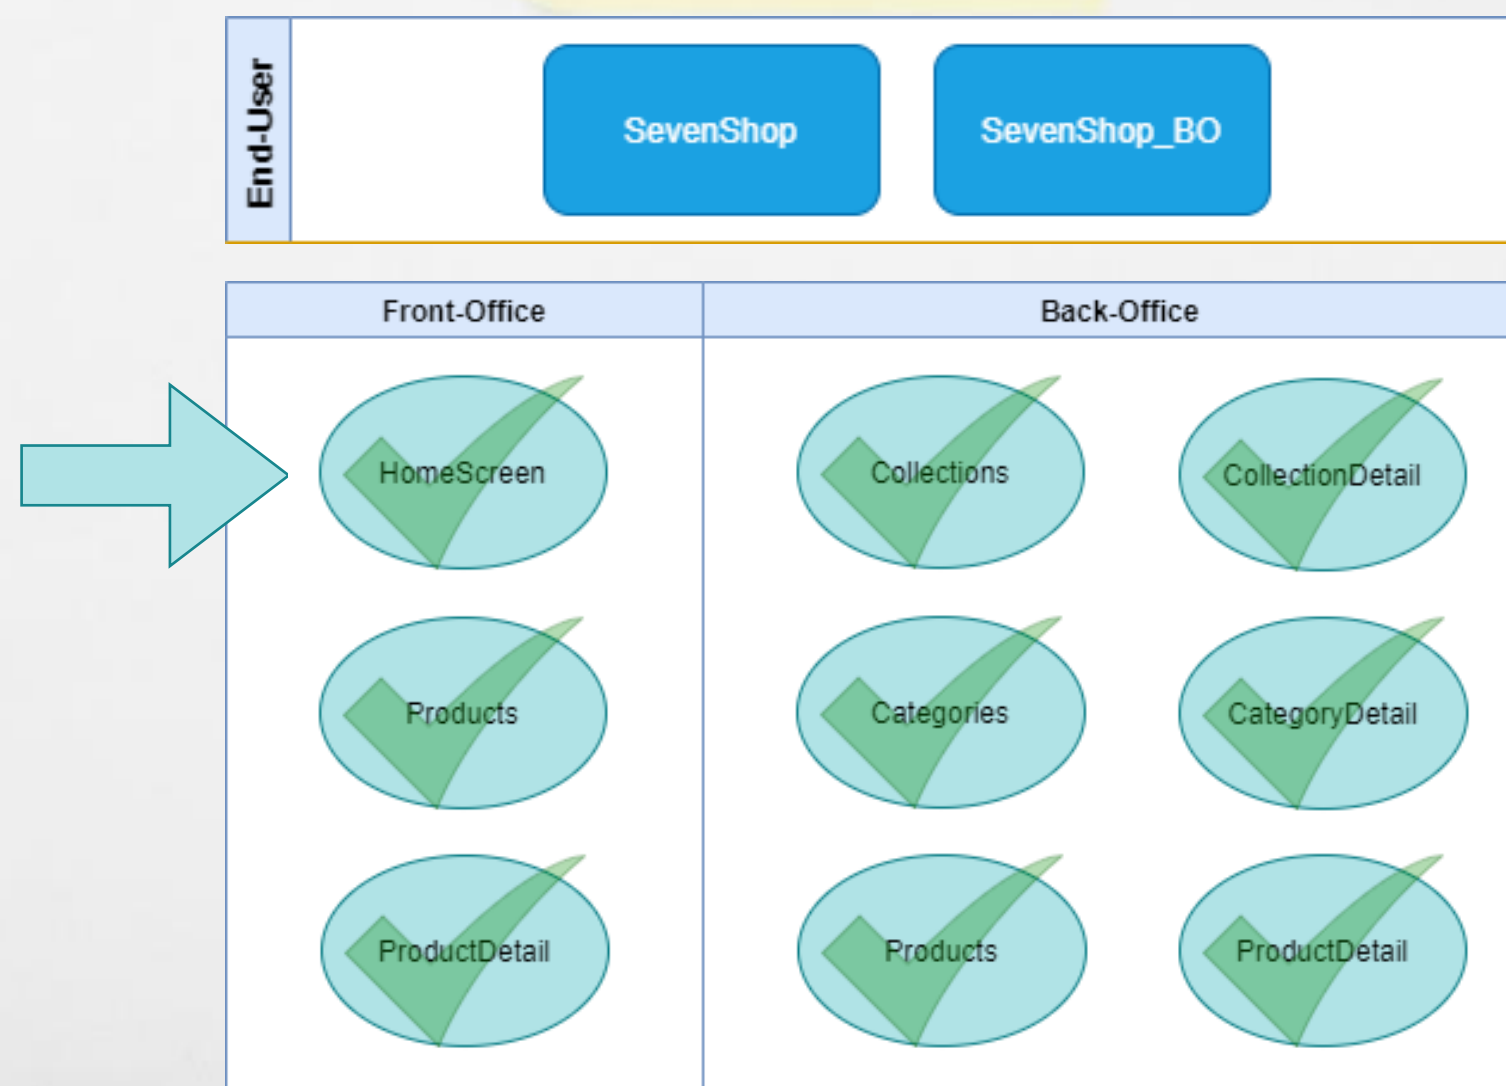 End-User
SevenShop
SevenShop_BO
Front-Office
Back-Office
HomeScreen
Collections
CollectionDetail
Products
Categories
CategoryDetail
ProductDetail
Products
ProductDetail